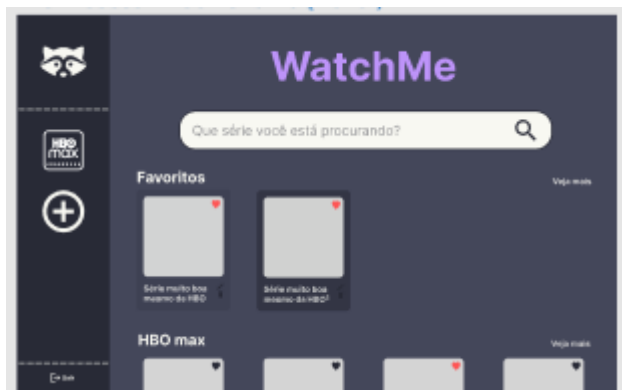 WatchMe
Que série você está procurando?
HBO
max
Favoritos
Veja mais
Série muito boa
mesmo da HBO
Série muito boa
mesmo da HBO²
HBO max
Veja mais
Sair